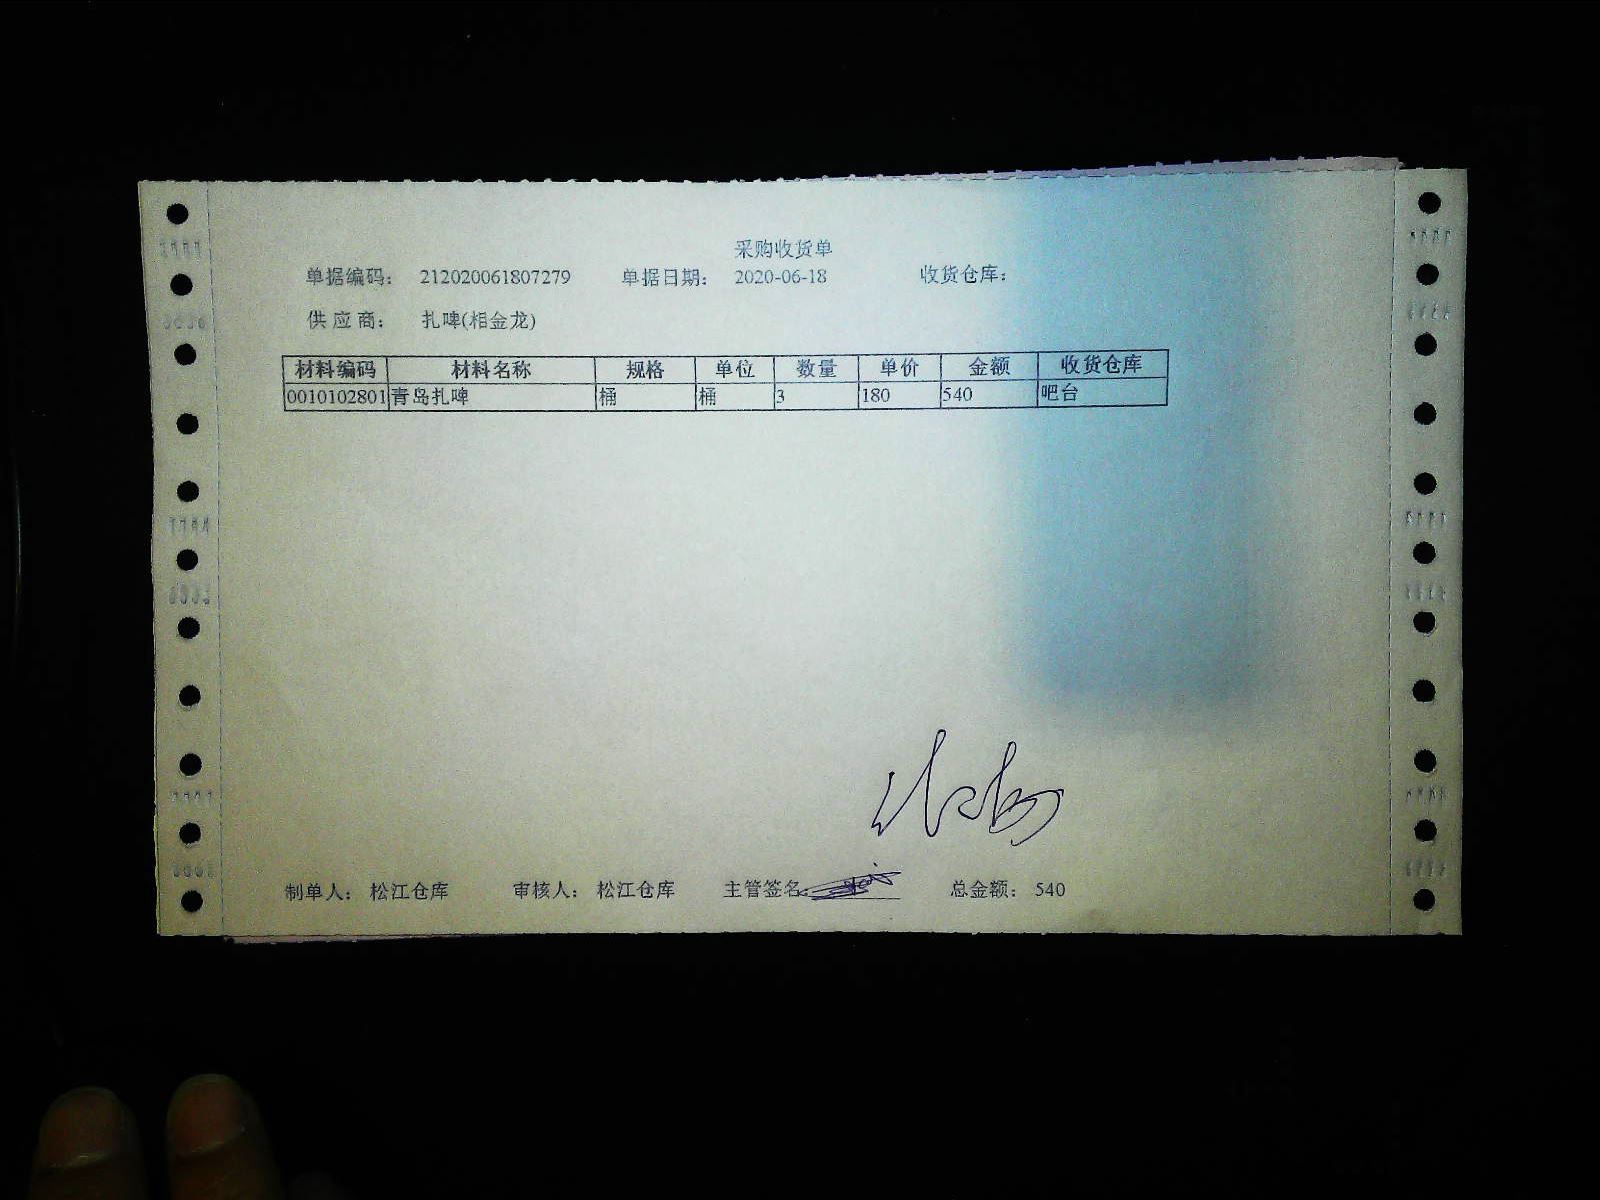 采购收货单
单据编码： 212020061807279 单据日期： 2020-06-18 收货仓库：
供 应 商： 扎啤(相金龙)
材料编码 材料名称 规格 单位 数量 单价 金额 收货仓库
0010102801 青岛扎啤 桶 桶 3 180 540 吧台
制单人： 松江仓库 审核人： 松江仓库 主管签名： 总金额： 540